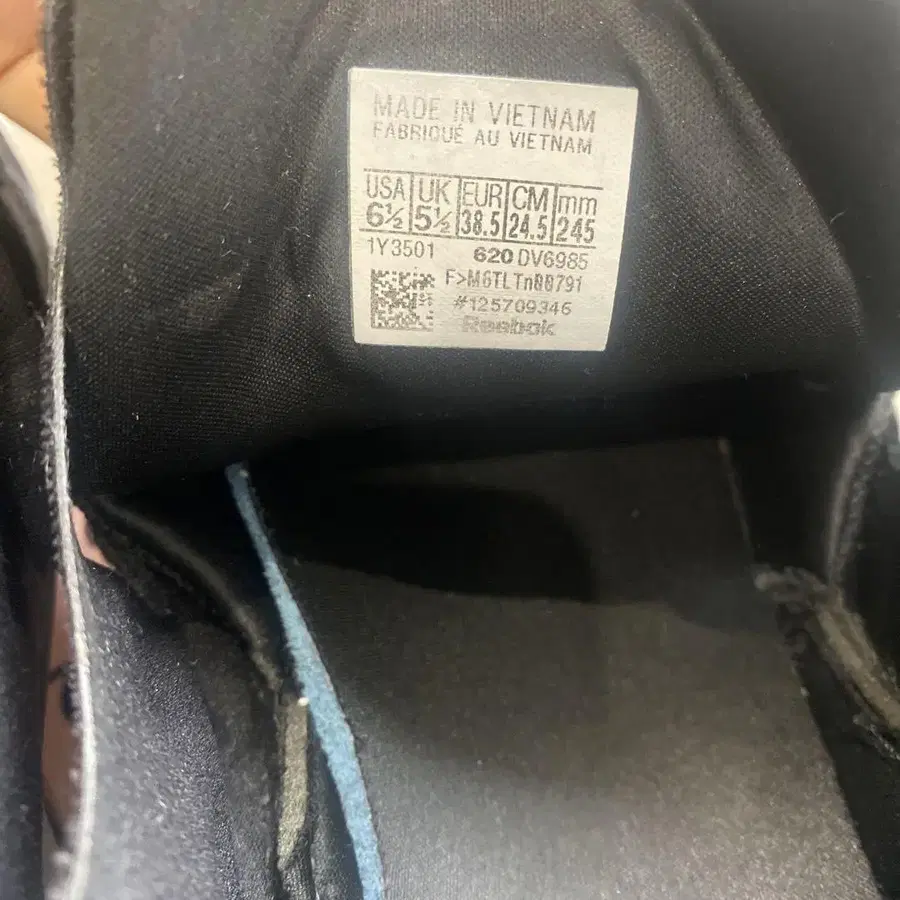 MADE IN VIETNAM
FABRIQUÉ AU VIETNAM
USA UK EUR CM mm
6½ 5½ 38.5 24.5 245
1Y3501 620 DV6985
#125709346
Reebok